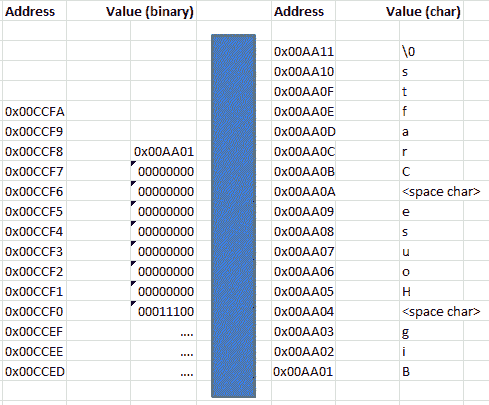 Address Value (binary) Address Value (char)
0x00AA11 \0
0x00AA10 s
0x00AA0F t
0x00CCFA 0x00AA0E f
0x00CCF9 0x00AA0D a
0x00CCF8 0x00AA01 0x00AA0C r
0x00CCF7 00000000 0x00AA0B C
0x00CCF6 00000000 0x00AA0A <space char>
0x00CCF5 00000000 0x00AA09 e
0x00CCF4 00000000 0x00AA08 s
0x00CCF3 00000000 0x00AA07 u
0x00CCF2 00000000 0x00AA06 o
0x00CCF1 00000000 0x00AA05 H
0x00CCF0 00011100 0x00AA04 <space char>
0x00CCEF .... 0x00AA03 g
0x00CCEE .... 0x00AA02 i
0x00CCED .... 0x00AA01 B